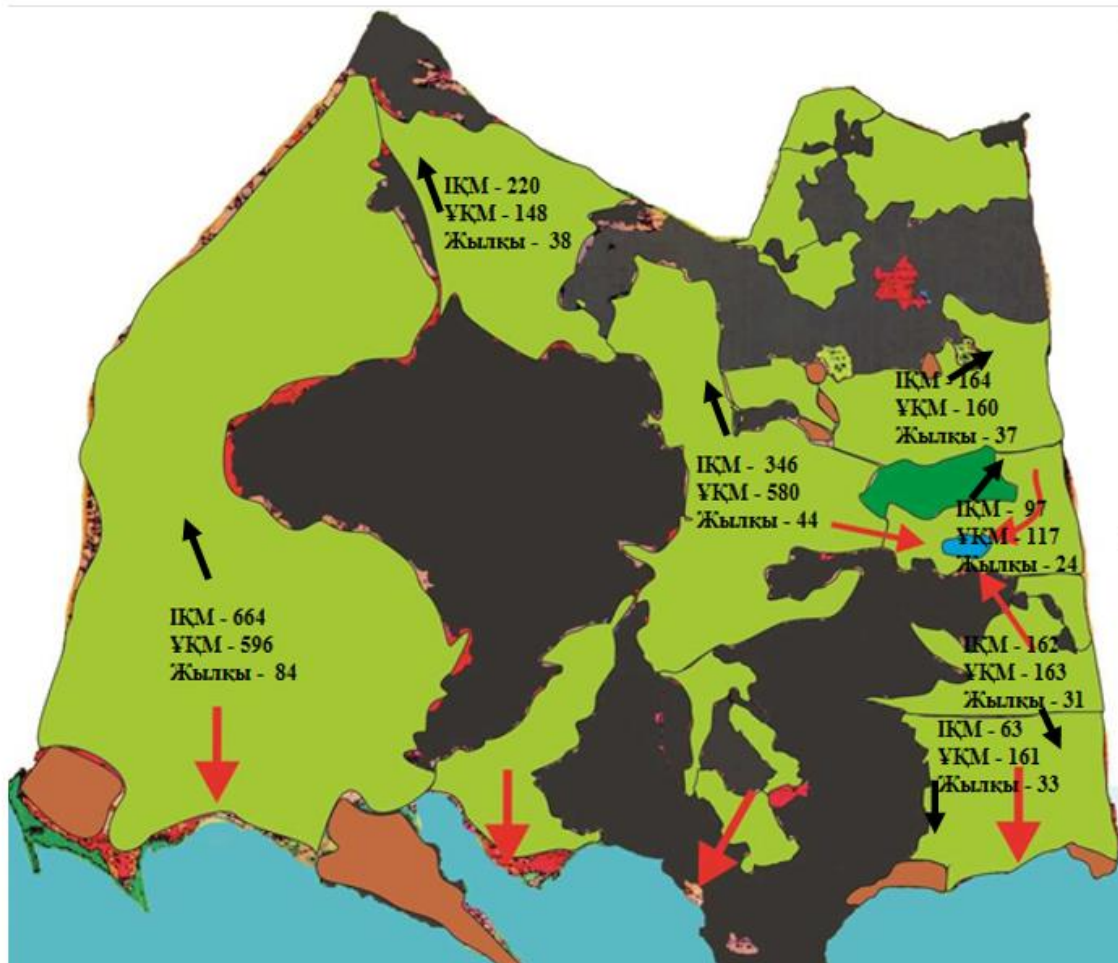 ІҚМ - 220
ҰҚМ - 148
Жылқы - 38
ІҚМ - 164
ҰҚМ - 160
Жылқы - 37
ІҚМ - 346
ҰҚМ - 580
Жылқы - 44
ІҚМ - 97
ҰҚМ - 117
Жылқы - 24
ІҚМ - 664
ҰҚМ - 596
Жылқы - 84
ІҚМ - 162
ҰҚМ - 163
Жылқы - 31
ІҚМ - 63
ҰҚМ - 161
Жылқы - 33